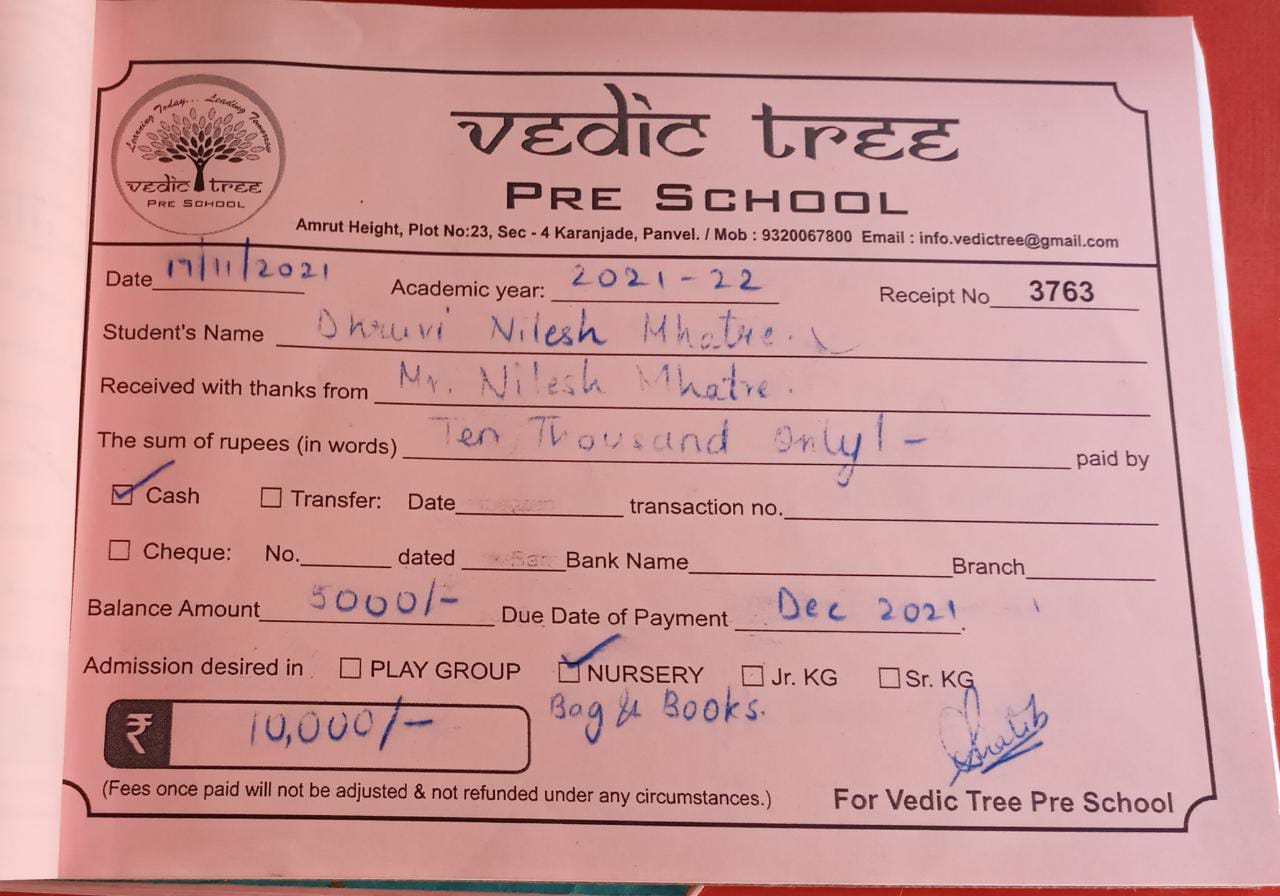 Learning Today... Leading Tomorrow
vedic tree
PRE SCHOOL
vedic tree
PRE SCHOOL
Amrut Height, Plot No:23, Sec - 4 Karanjade, Panvel. / Mob : 9320067800 Email : info.vedictree@gmail.com
Date 17/11/2021 Academic year: 2021-22 Receipt No 3763
Student's Name Dhruvi Nilesh Mhatre.
Received with thanks from Mr. Nilesh Mhatre.
The sum of rupees (in words) Ten Thousand Only/- paid by
Cash Transfer: Date transaction no.
Cheque: No. dated Bank Name Branch
Balance Amount 5000/- Due Date of Payment Dec 2021
Admission desired in PLAY GROUP NURSERY Jr. KG Sr. KG
₹ 10,000/- Bag & Books.
(Fees once paid will not be adjusted & not refunded under any circumstances.) For Vedic Tree Pre School